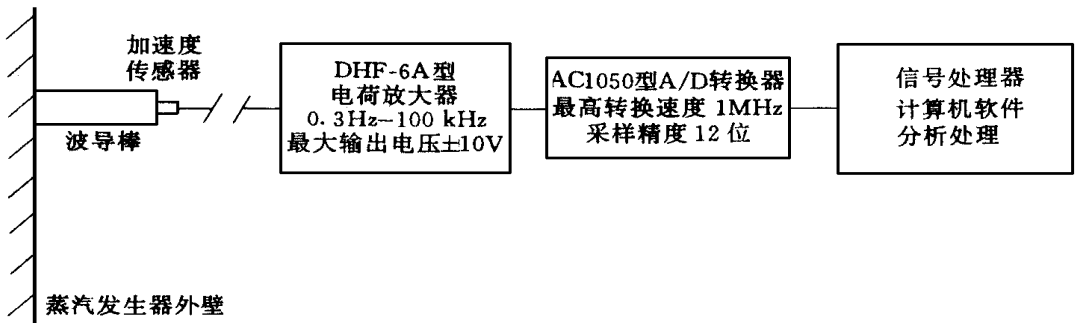 加速度
传感器
波导棒
DHF-6A型
电荷放大器
0.3Hz—100 kHz
最大输出电压±10V
AC1050型A/D转换器
最高转换速度 1MHz
采样精度 12 位
信号处理器
计算机软件
分析处理
蒸汽发生器外壁